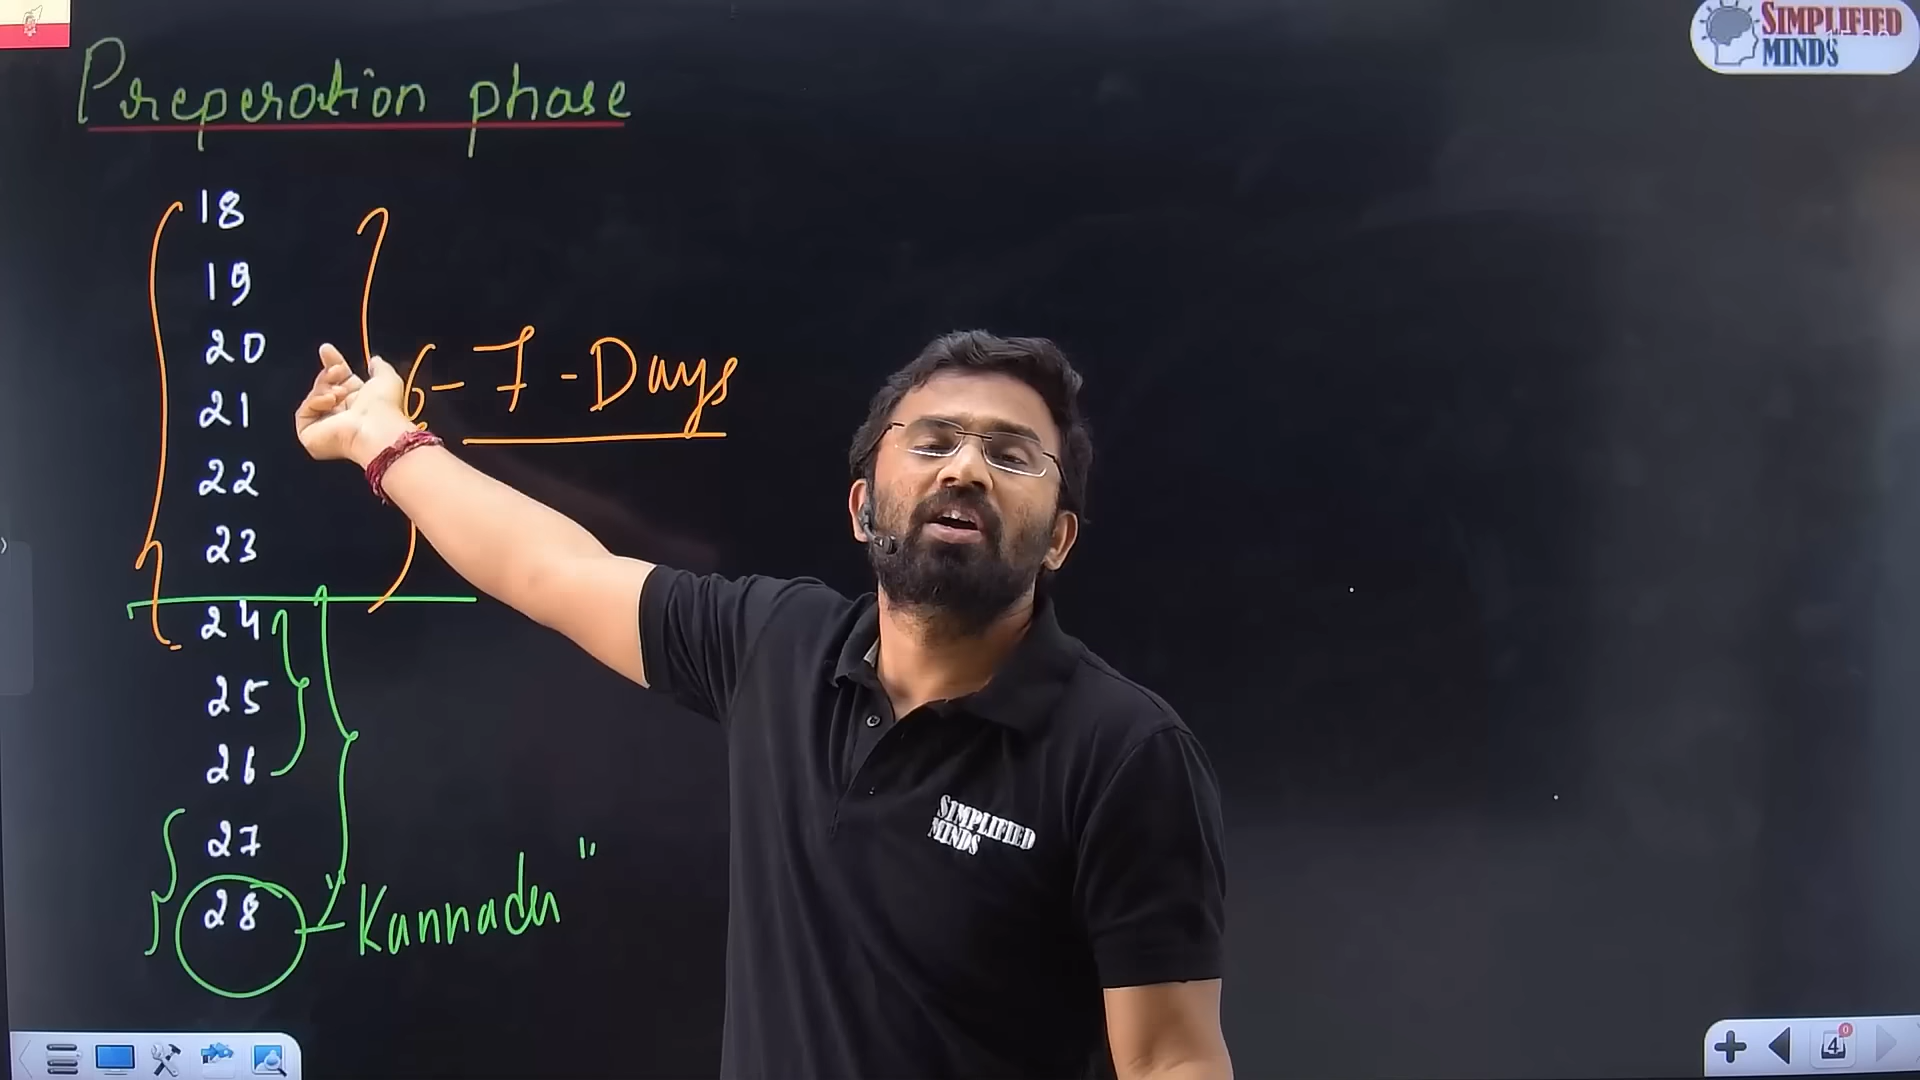 SIMPLIFIED
MINDS
Preperation phase
18
19
20
21
22
23
24
25
26
27
28
6-7-Days
"Kannada"
SIMPLIFIED
MINDS
4
0